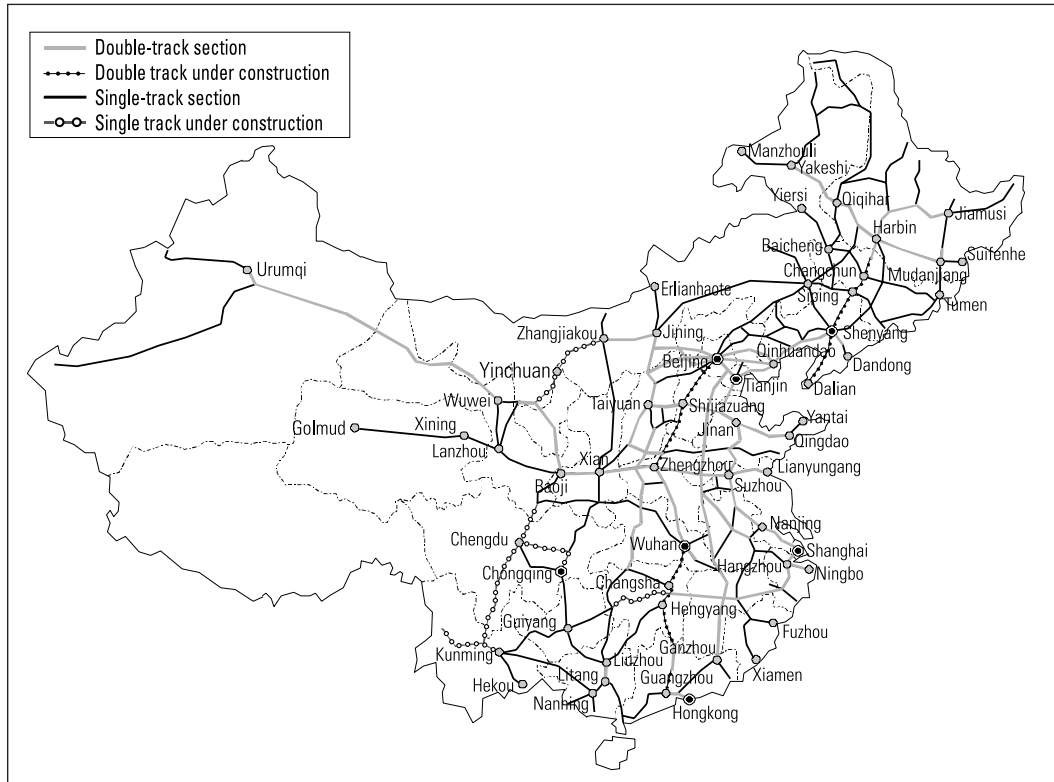 Double-track section
Double track under construction
Single-track section
Single track under construction
Manzhouli
Yakeshi
Yiersi
Qiqihar
Jiamusi
Harbin
Baicheng
Suifenhe
Urumqi
Changchun
Mudanjiang
Erlianhaote
Siping
Tumen
Zhangjiakou
Jining
Shenyang
Beijing
Qinhuandao
Yinchuan
Dandong
Tianjin
Dalian
Wuwei
Taiyuan
Shijiazuang
Yantai
Golmud
Xining
Jinan
Qingdao
Lanzhou
Xian
Zhengzhou
Lianyungang
Baoji
Suzhou
Nanjing
Chengdu
Wuhan
Shanghai
Hangzhou
Chongqing
Ningbo
Changsha
Hengyang
Guiyang
Fuzhou
Ganzhou
Kunming
Liuzhou
Litang
Guangzhou
Xiamen
Hekou
Nanning
Hongkong